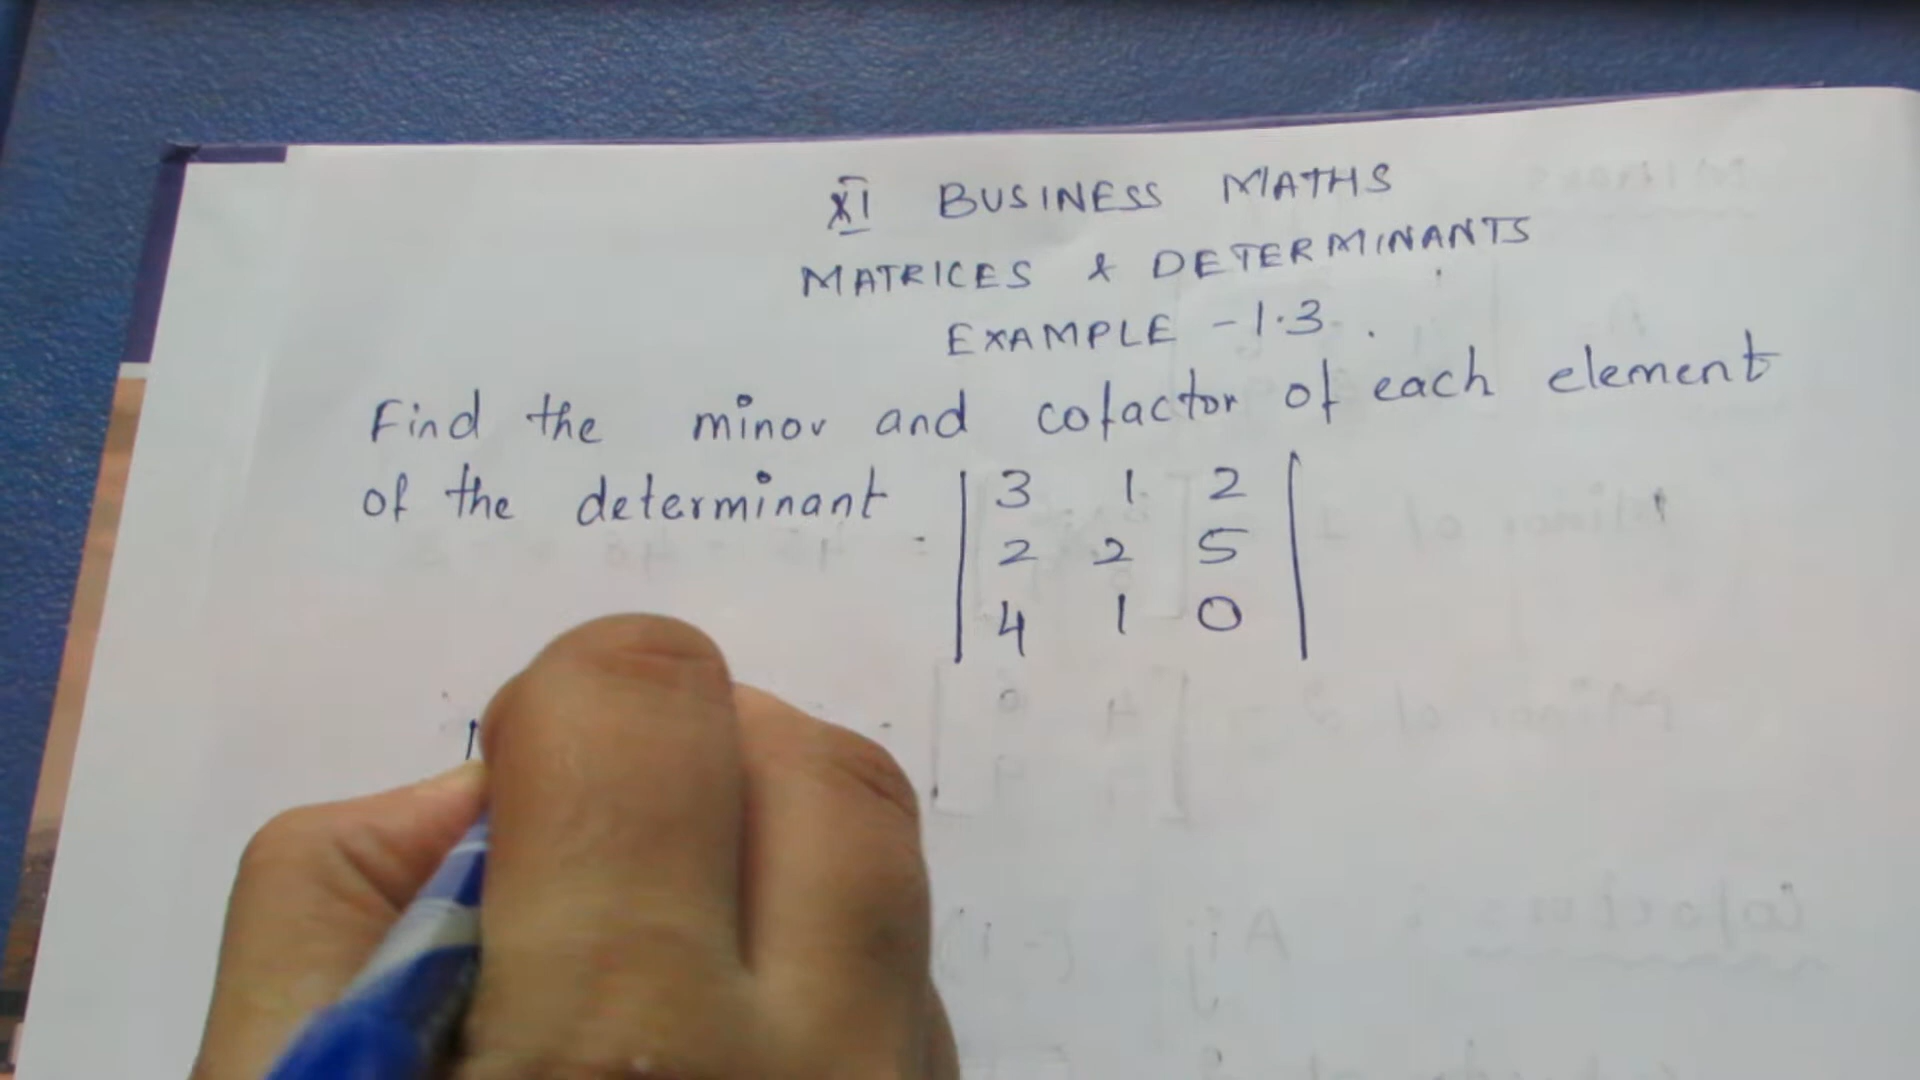 XI BUSINESS MATHS
MATRICES & DETERMINANTS
EXAMPLE - 1.3.
Find the minor and cofactor of each element
of the determinant | 3 1 2 |
2 2 5
4 1 0